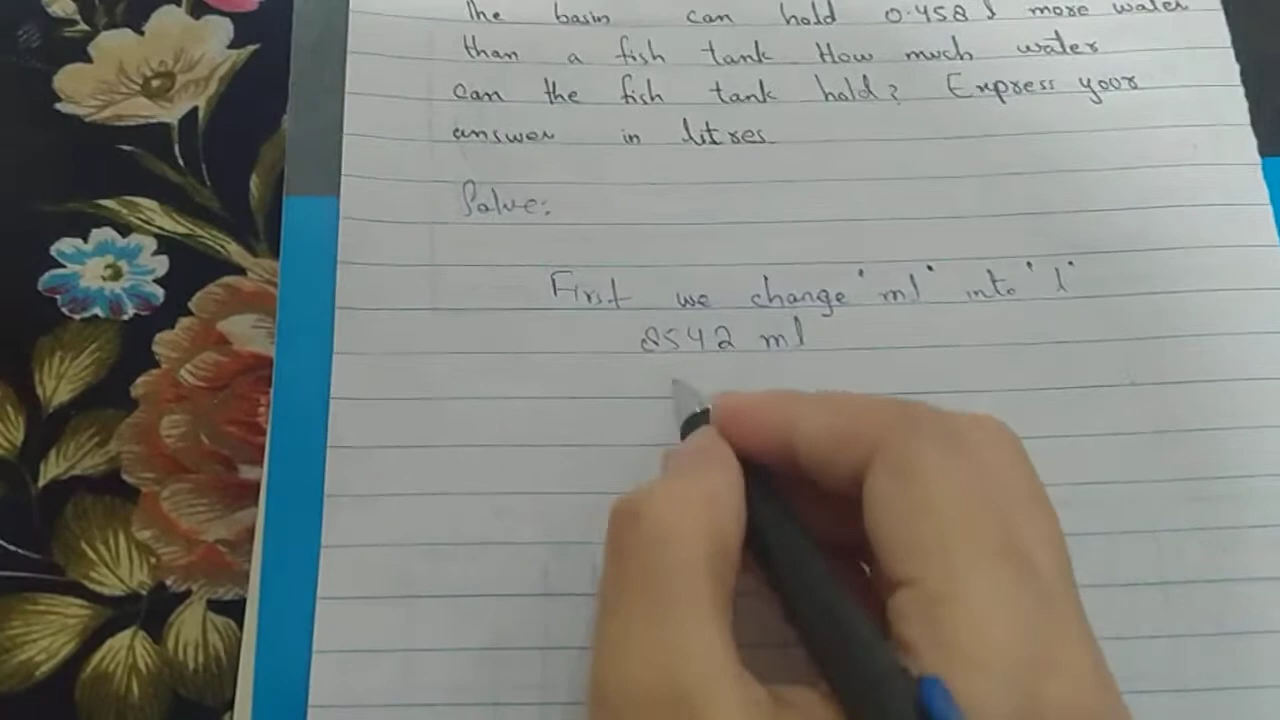 The basin can hold 0.458 l more water
than a fish tank How much water
can the fish tank hold? Express your
answer in litres
Solve:
First we change 'ml' into 'l'
8542 ml